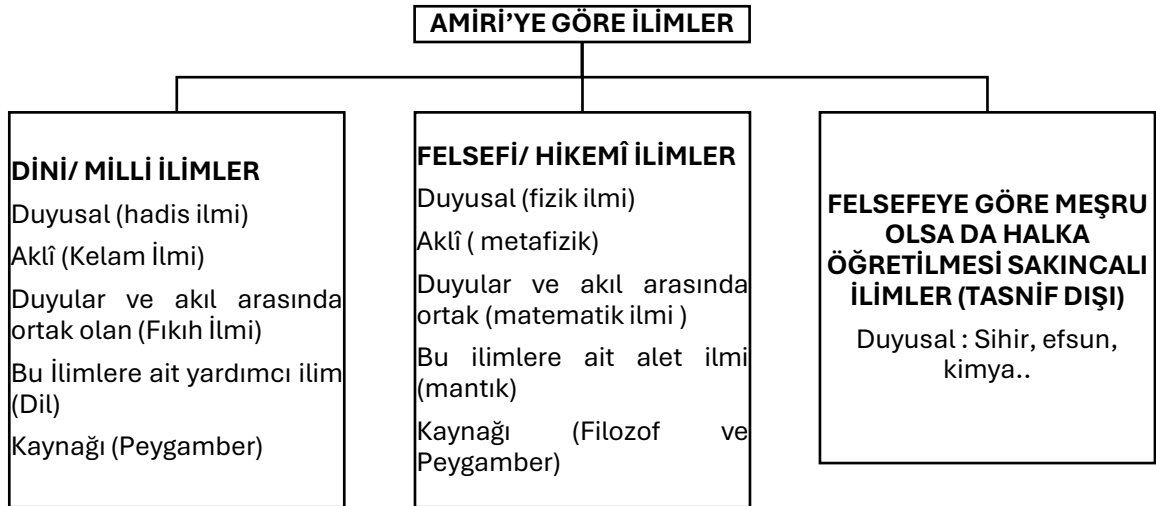 AMİRİ’YE GÖRE İLİMLER
DİNİ/ MİLLİ İLİMLER
Duyusal (hadis ilmi)
Aklî (Kelam İlmi)
Duyular ve akıl arasında
ortak olan (Fıkıh İlmi)
Bu İlimlere ait yardımcı ilim
(Dil)
Kaynağı (Peygamber)
FELSEFİ/ HİKEMÎ İLİMLER
Duyusal (fizik ilmi)
Aklî ( metafizik)
Duyular ve akıl arasında
ortak (matematik ilmi )
Bu ilimlere ait alet ilmi
(mantık)
Kaynağı (Filozof ve
Peygamber)
FELSEFEYE GÖRE MEŞRU
OLSA DA HALKA
ÖĞRETİLMESİ SAKINCALI
İLİMLER (TASNİF DIŞI)
Duyusal : Sihir, efsun,
kimya..